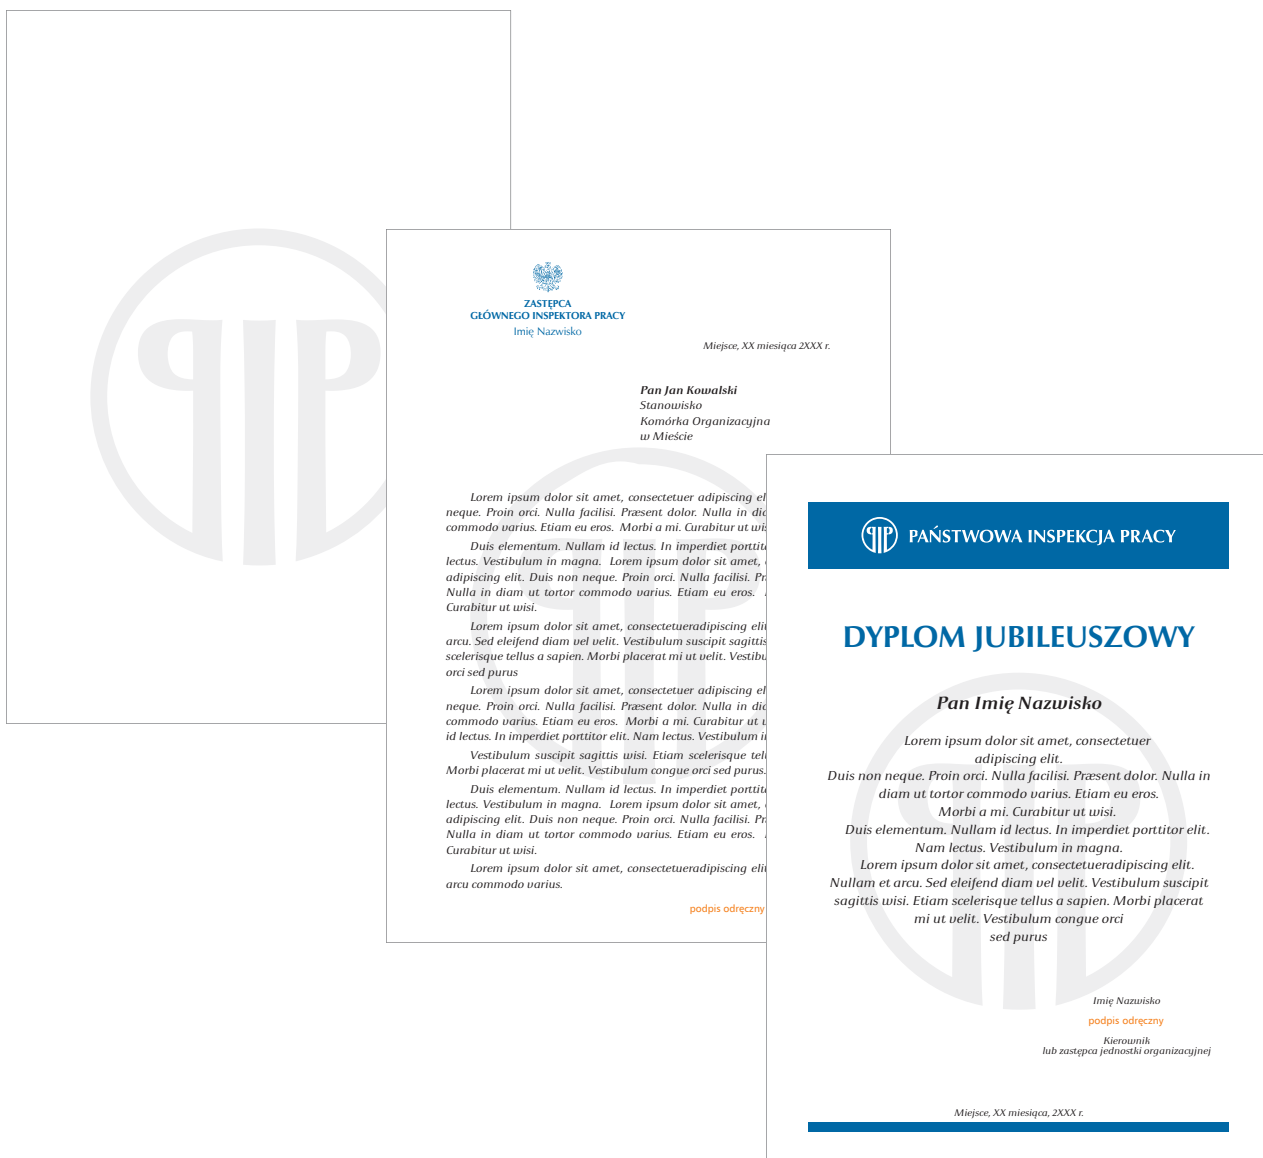 ZASTĘPCA
GŁÓWNEGO INSPEKTORA PRACY
Imię Nazwisko
Miejsce, XX miesiąca 2XXX r.
Pan Jan Kowalski
Stanowisko
Komórka Organizacyjna
w Mieście
Lorem ipsum dolor sit amet, consectetuer adipiscing
neque. Proin orci. Nulla facilisi. Præsent dolor. Nulla in
commodo varius. Etiam eu eros. Morbi a mi. Curabitur ut
Duis elementum. Nullam id lectus. In imperdiet
lectus. Vestibulum in magna. Lorem ipsum dolor sit amet,
adipiscing elit. Duis non neque. Proin orci. Nulla facilisi.
Nulla in diam ut tortor commodo varius. Etiam eu eros.
Curabitur ut wisi.
Lorem ipsum dolor sit amet, consectetueradipiscing
arcu. Sed eleifend diam vel velit. Vestibulum suscipit sagittis
scelerisque tellus a sapien. Morbi placerat mi ut velit.
orci sed purus
Lorem ipsum dolor sit amet, consectetuer adipiscing
neque. Proin orci. Nulla facilisi. Præsent dolor. Nulla in
commodo varius. Etiam eu eros. Morbi a mi. Curabitur ut
id lectus. In imperdiet porttitor elit. Nam lectus. Vestibulum
Vestibulum suscipit sagittis wisi. Etiam scelerisque
Morbi placerat mi ut velit. Vestibulum congue orci sed purus.
Duis elementum. Nullam id lectus. In imperdiet
lectus. Vestibulum in magna. Lorem ipsum dolor sit amet,
adipiscing elit. Duis non neque. Proin orci. Nulla facilisi.
Nulla in diam ut tortor commodo varius. Etiam eu eros.
Curabitur ut wisi.
Lorem ipsum dolor sit amet, consectetueradipiscing
arcu commodo varius.
podpis odręczny
PAŃSTWOWA INSPEKCJA PRACY
DYPLOM JUBILEUSZOWY
Pan Imię Nazwisko
Lorem ipsum dolor sit amet, consectetuer
adipiscing elit.
Duis non neque. Proin orci. Nulla facilisi. Præsent dolor. Nulla in
diam ut tortor commodo varius. Etiam eu eros.
Morbi a mi. Curabitur ut wisi.
Duis elementum. Nullam id lectus. In imperdiet porttitor elit.
Nam lectus. Vestibulum in magna.
Lorem ipsum dolor sit amet, consectetueradipiscing elit.
Nullam et arcu. Sed eleifend diam vel velit. Vestibulum suscipit
sagittis wisi. Etiam scelerisque tellus a sapien. Morbi placerat
mi ut velit. Vestibulum congue orci
sed purus
Imię Nazwisko
podpis odręczny
Kierownik
lub zastępca jednostki organizacyjnej
Miejsce, XX miesiąca, 2XXX r.